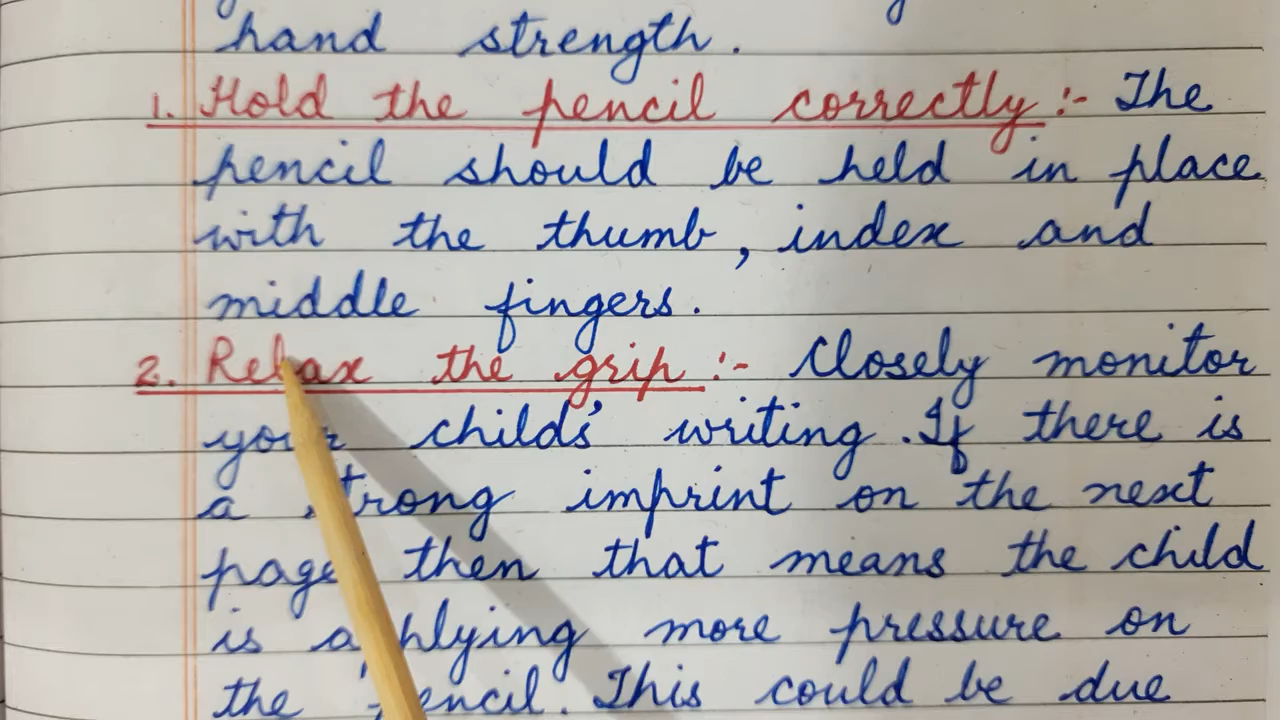 hand strength.
1. Hold the pencil correctly :- The
pencil should be held in place
with the thumb, index and
middle fingers.
2. Relax the grip :- Closely monitor
your childs' writing. If there is
a strong imprint on the next
page then that means the child
is applying more pressure on
the pencil. This could be due